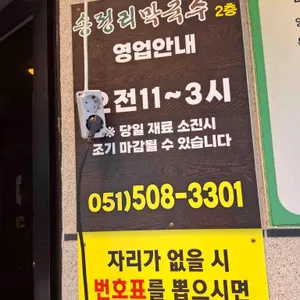 송정리막국수 2층
영업안내
오전11~3시
※ 당일 재료 소진시
조기 마감될 수 있습니다
051)508-3301
자리가 없을 시
번호표를 뽑으시면